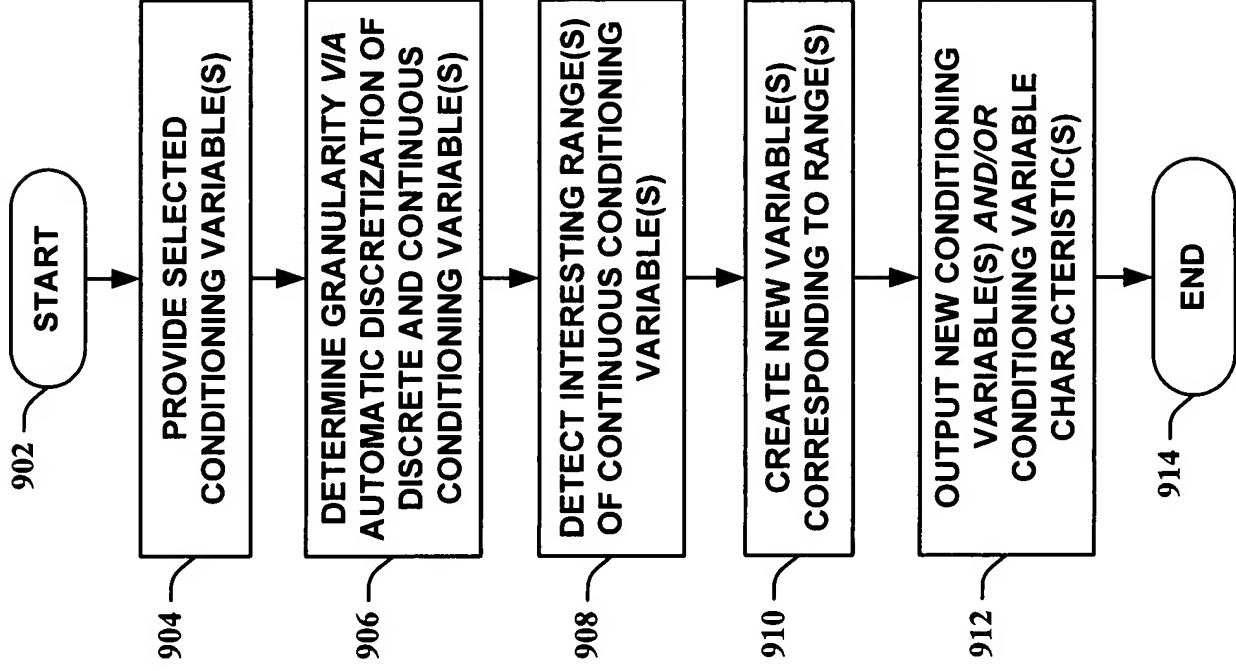 START
902
PROVIDE SELECTED
CONDITIONING VARIABLE(S)
904
DETERMINE GRANULARITY VIA
AUTOMATIC DISCRETIZATION OF
DISCRETE AND CONTINUOUS
CONDITIONING VARIABLE(S)
906
DETECT INTERESTING RANGE(S)
OF CONTINUOUS CONDITIONING
VARIABLE(S)
908
CREATE NEW VARIABLE(S)
CORRESPONDING TO RANGE(S)
910
OUTPUT NEW CONDITIONING
VARIABLE(S) AND/OR
CONDITIONING VARIABLE
CHARACTERISTIC(S)
912
END
914